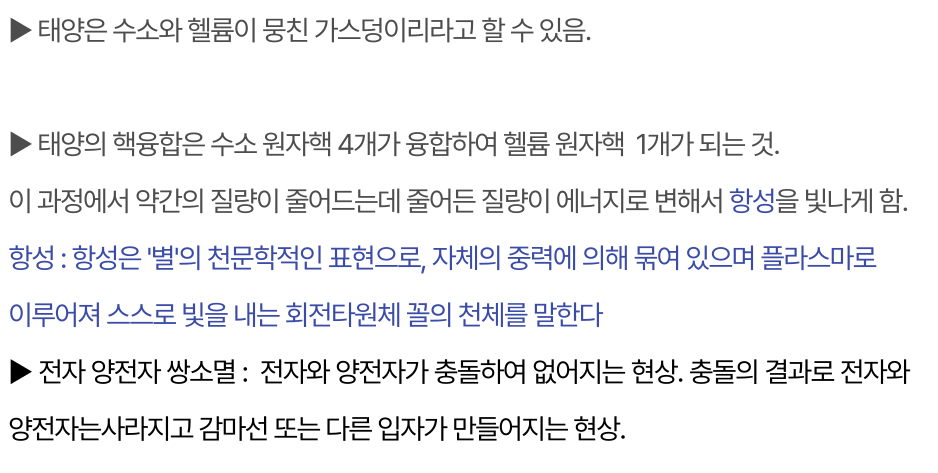 ▶ 태양은 수소와 헬륨이 뭉친 가스덩이리라고 할 수 있음.
▶ 태양의 핵융합은 수소 원자핵 4개가 융합하여 헬륨 원자핵 1개가 되는 것.
이 과정에서 약간의 질량이 줄어드는데 줄어든 질량이 에너지로 변해서 항성을 빛나게 함.
항성 : 항성은 '별'의 천문학적인 표현으로, 자체의 중력에 의해 묶여 있으며 플라스마로
이루어져 스스로 빛을 내는 회전타원체 꼴의 천체를 말한다
▶ 전자 양전자 쌍소멸 : 전자와 양전자가 충돌하여 없어지는 현상. 충돌의 결과로 전자와
양전자는사라지고 감마선 또는 다른 입자가 만들어지는 현상.